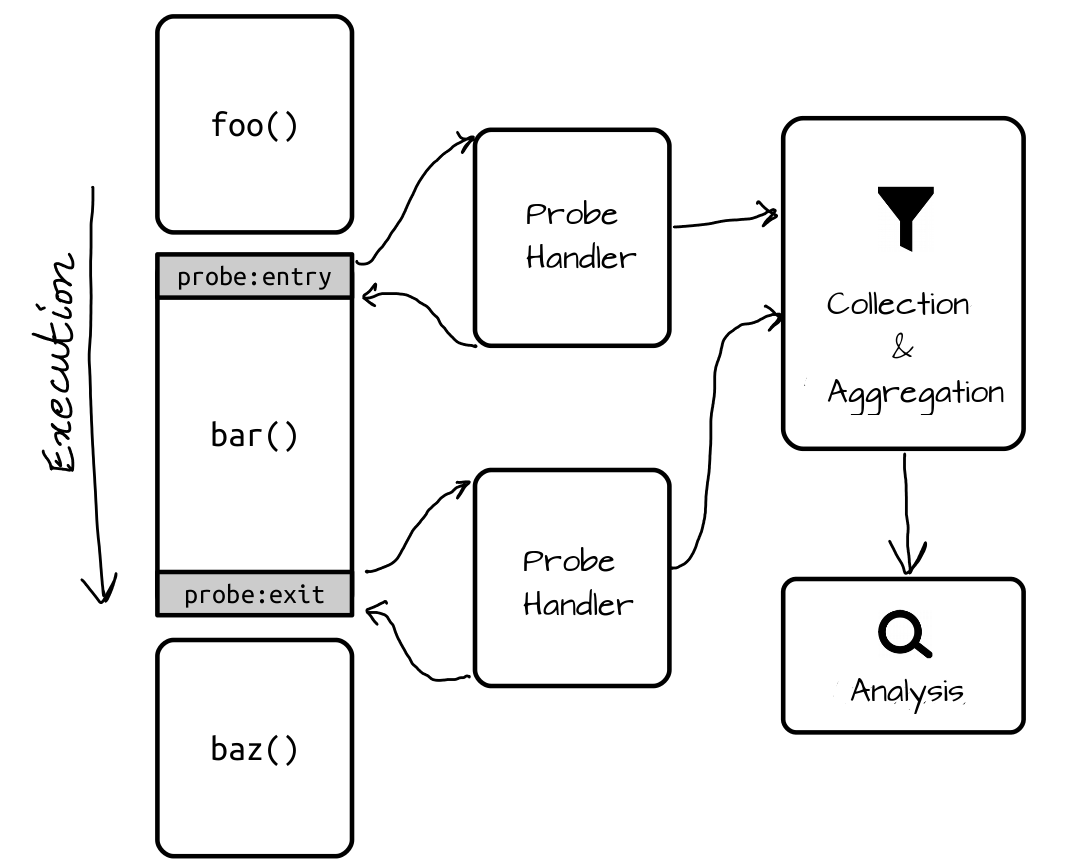 Execution
foo()
probe:entry
bar()
probe:exit
baz()
Probe
Handler
Probe
Handler
Collection
&
Aggregation
Analysis